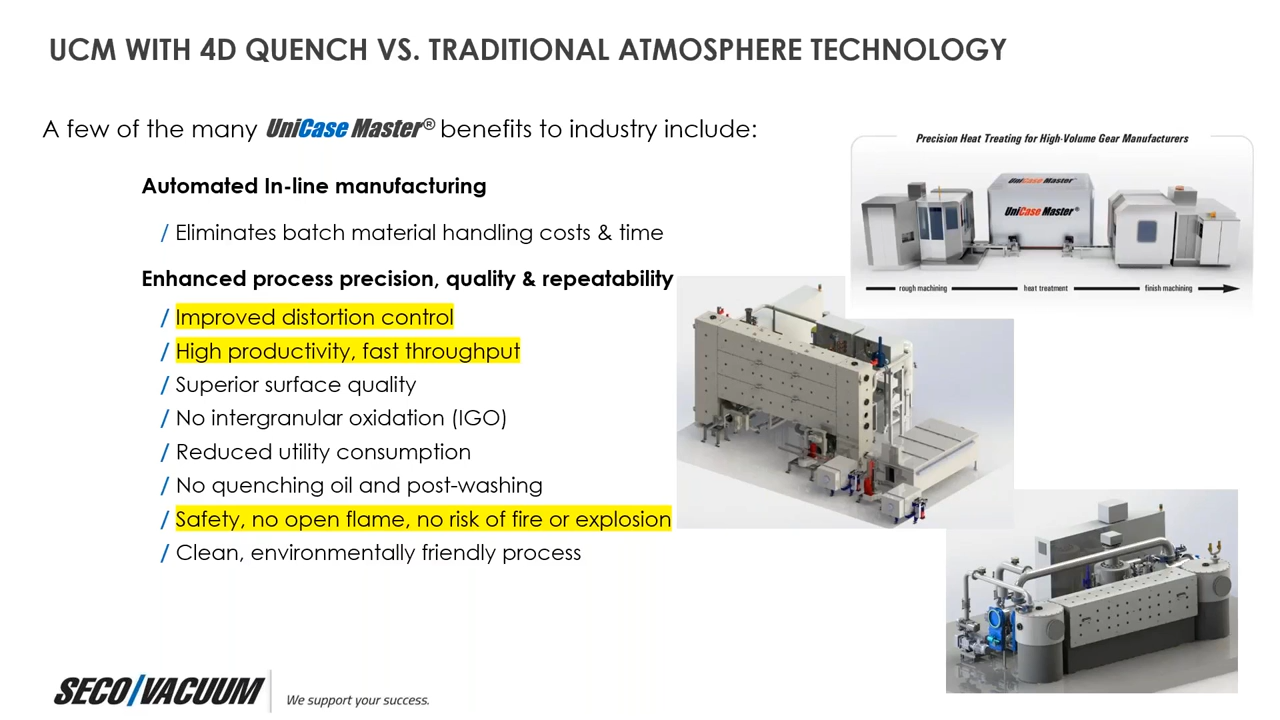 UCM WITH 4D QUENCH VS. TRADITIONAL ATMOSPHERE TECHNOLOGY
A few of the many UniCase Master® benefits to industry include:
Automated In-line manufacturing
/ Eliminates batch material handling costs & time
Enhanced process precision, quality & repeatability
/ Improved distortion control
/ High productivity, fast throughput
/ Superior surface quality
/ No intergranular oxidation (IGO)
/ Reduced utility consumption
/ No quenching oil and post-washing
/ Safety, no open flame, no risk of fire or explosion
/ Clean, environmentally friendly process
Precision Heat Treating for High-Volume Gear Manufacturers
UniCase Master
UniCase Master®
rough machining heat treatment finish machining
SECO/VACUUM
We support your success.